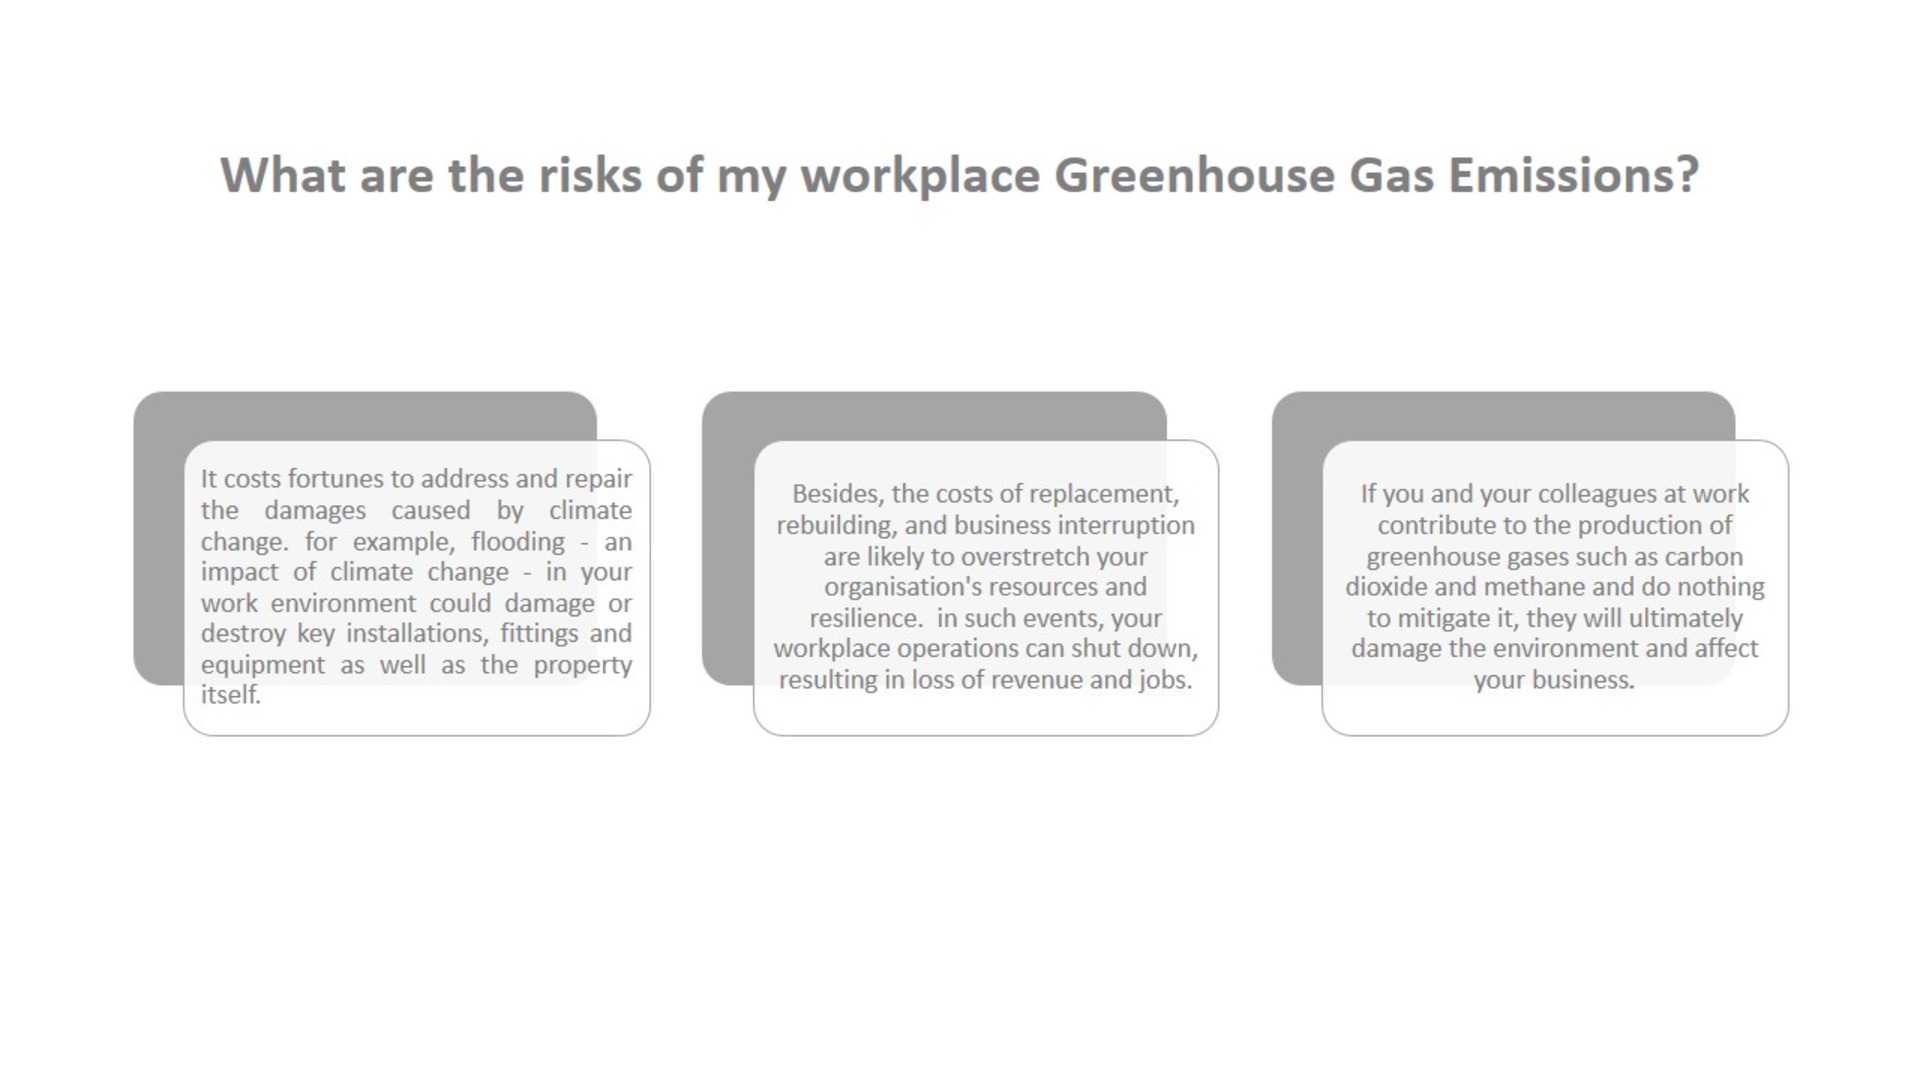 What are the risks of my workplace Greenhouse Gas Emissions?
It costs fortunes to address and repair
the damages caused by climate
change. for example, flooding - an
impact of climate change - in your
work environment could damage or
destroy key installations, fittings and
equipment as well as the property
itself.
Besides, the costs of replacement,
rebuilding, and business interruption
are likely to overstretch your
organisation's resources and
resilience.  in such events, your
workplace operations can shut down,
resulting in loss of revenue and jobs.
If you and your colleagues at work
contribute to the production of
greenhouse gases such as carbon
dioxide and methane and do nothing
to mitigate it, they will ultimately
damage the environment and affect
your business.